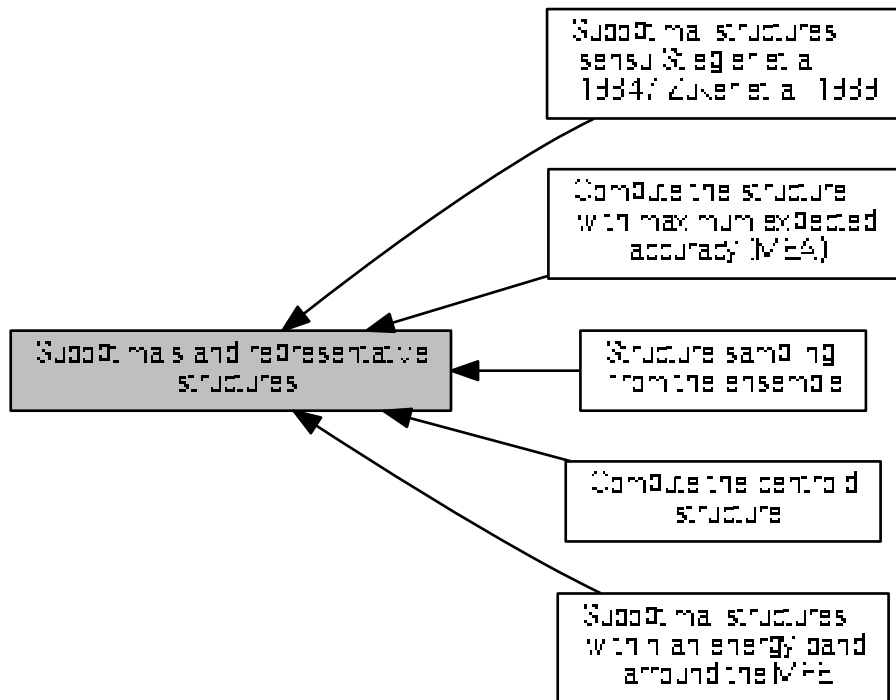 Suboptimal structures
sensu Stiegler et al.
1984 / Zuker et al. 1989
Compute the structure
with maximum expected
accuracy (MEA)
Suboptimals and representative
structures
Structure sampling
from the ensemble
Compute the centroid
structure
Suboptimal structures
within an energy band
arround the MFE